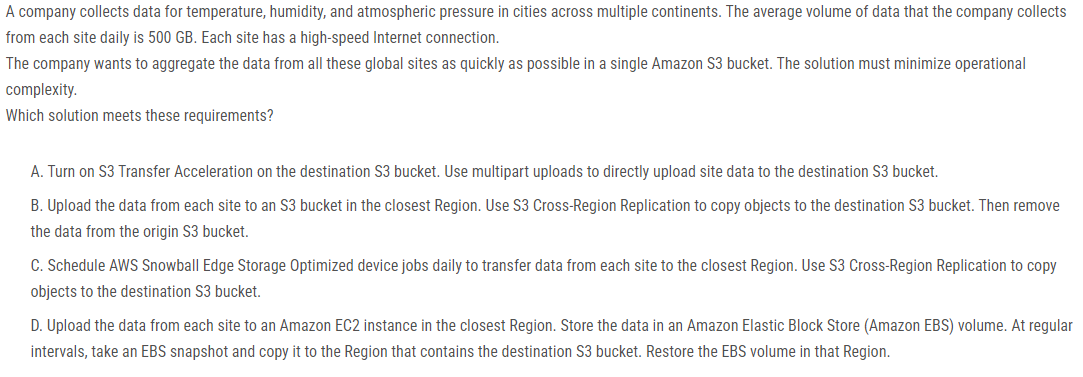 A company collects data for temperature, humidity, and atmospheric pressure in cities across multiple continents. The average volume of data that the company collects
from each site daily is 500 GB. Each site has a high-speed Internet connection.
The company wants to aggregate the data from all these global sites as quickly as possible in a single Amazon S3 bucket. The solution must minimize operational
complexity.
Which solution meets these requirements?
A. Turn on S3 Transfer Acceleration on the destination S3 bucket. Use multipart uploads to directly upload site data to the destination S3 bucket.
B. Upload the data from each site to an S3 bucket in the closest Region. Use S3 Cross-Region Replication to copy objects to the destination S3 bucket. Then remove
the data from the origin S3 bucket.
C. Schedule AWS Snowball Edge Storage Optimized device jobs daily to transfer data from each site to the closest Region. Use S3 Cross-Region Replication to copy
objects to the destination S3 bucket.
D. Upload the data from each site to an Amazon EC2 instance in the closest Region. Store the data in an Amazon Elastic Block Store (Amazon EBS) volume. At regular
intervals, take an EBS snapshot and copy it to the Region that contains the destination S3 bucket. Restore the EBS volume in that Region.